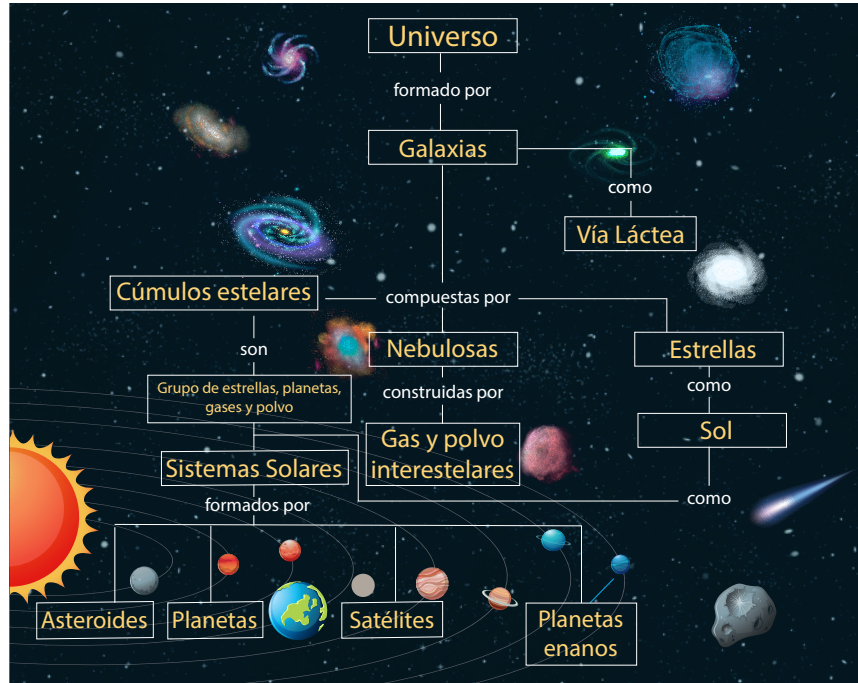 Universo
formado por
Galaxias
como
Vía Láctea
Cúmulos estelares
compuestas por
son
Nebulosas
Estrellas
Grupo de estrellas, planetas,
gases y polvo
construidas por
como
Gas y polvo
interestelares
Sol
Sistemas Solares
como
formados por
Asteroides
Planetas
Satélites
Planetas
enanos